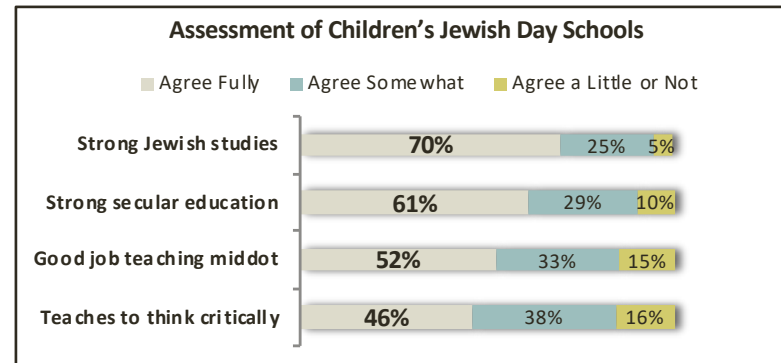 Assessment of Children's Jewish Day Schools
Agree Fully Agree Somewhat Agree a Little or Not
Strong Jewish studies 70% 25% 5%
Strong secular education 61% 29% 10%
Good job teaching middot 52% 33% 15%
Teaches to think critically 46% 38% 16%